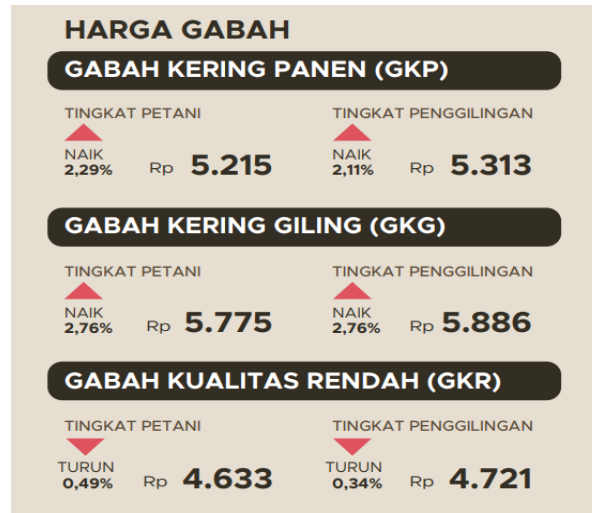 HARGA GABAH
GABAH KERING PANEN (GKP)
TINGKAT PETANI
NAIK
2,29% Rp 5.215
TINGKAT PENGGILINGAN
NAIK
2,11% Rp 5.313
GABAH KERING GILING (GKG)
TINGKAT PETANI
NAIK
2,76% Rp 5.775
TINGKAT PENGGILINGAN
NAIK
2,76% Rp 5.886
GABAH KUALITAS RENDAH (GKR)
TINGKAT PETANI
TURUN
0,49% Rp 4.633
TINGKAT PENGGILINGAN
TURUN
0,34% Rp 4.721